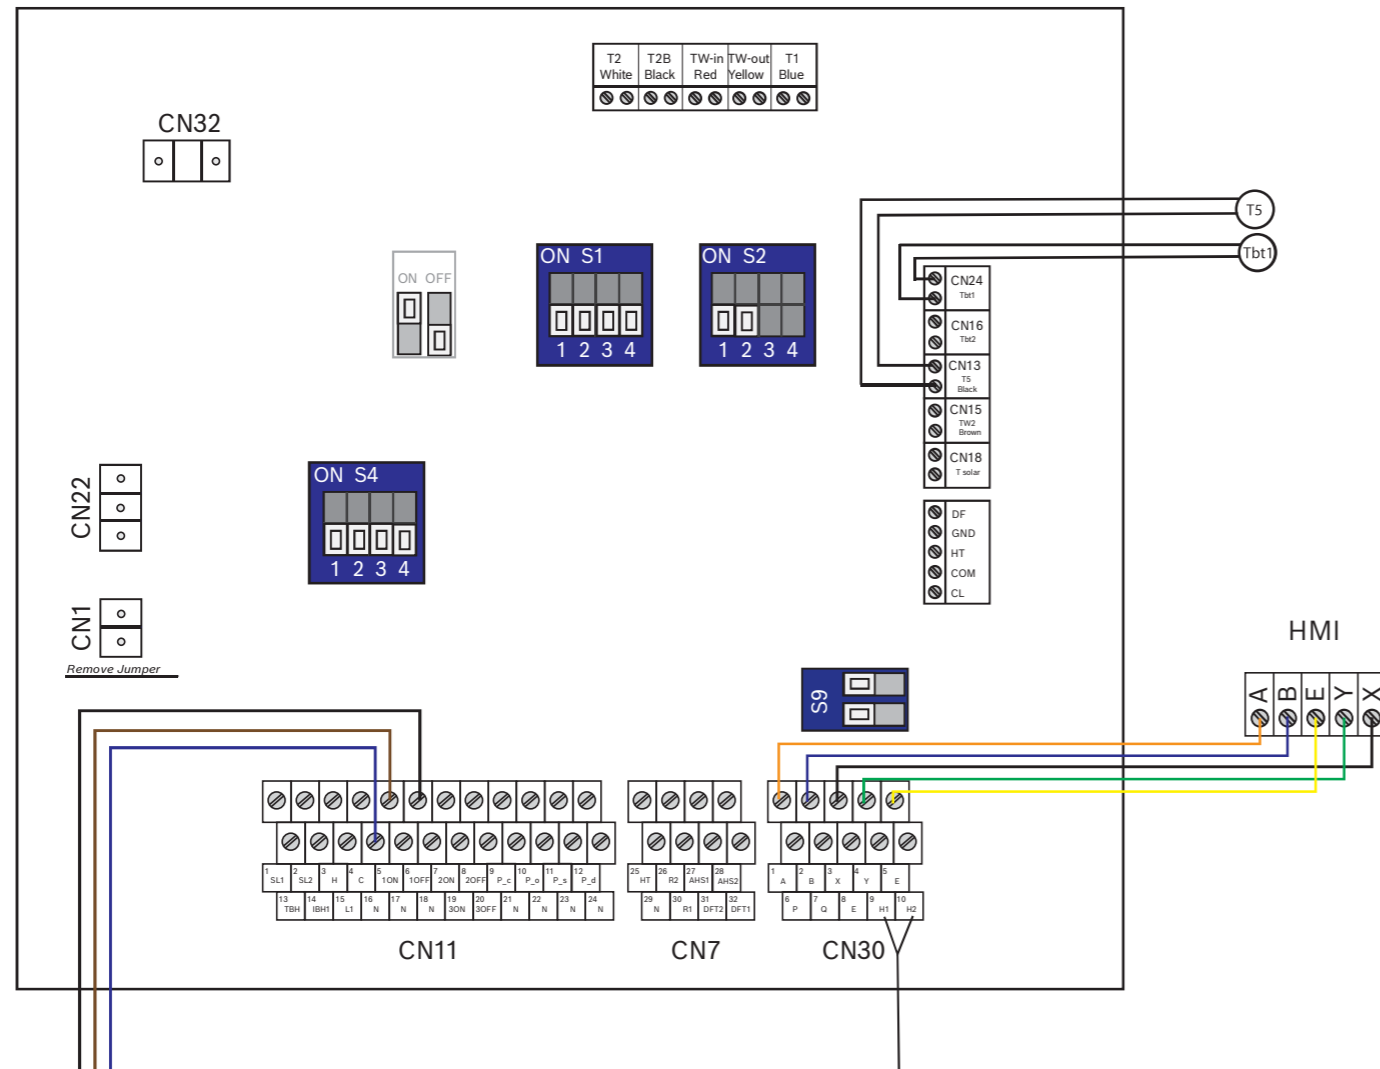 T2 T2B TW-in TW-out T1
White Black Red Yellow Blue
CN32
T5
Tbt1
ON OFF
ON S1
1 2 3 4
ON S2
1 2 3 4
CN24
Tbt1
CN16
Tbt2
CN13
T5
Black
CN15
TW2
Brown
CN18
T solar
ON S4
1 2 3 4
CN22
DF
GND
HT
COM
CL
CN1
Remove Jumper
HMI
A B E Y X
S9
1 2 3 4 5 6 7 8 9 10 11 12
SL1 SL2 H C 1ON 1OFF 2ON 2OFF P_c P_o P_s P_d
13 14 15 16 17 18 19 20 21 22 23 24
TBH IBH1 L1 N N N 3ON 3OFF N N N N
CN11
25 26 27 28
HT R2 AHS1 AHS2
29 30 31 32
N R1 DFT2 DFT1
CN7
1 2 3 4 5
A B X Y E
6 7 8 9 10
P Q E H1 H2
CN30